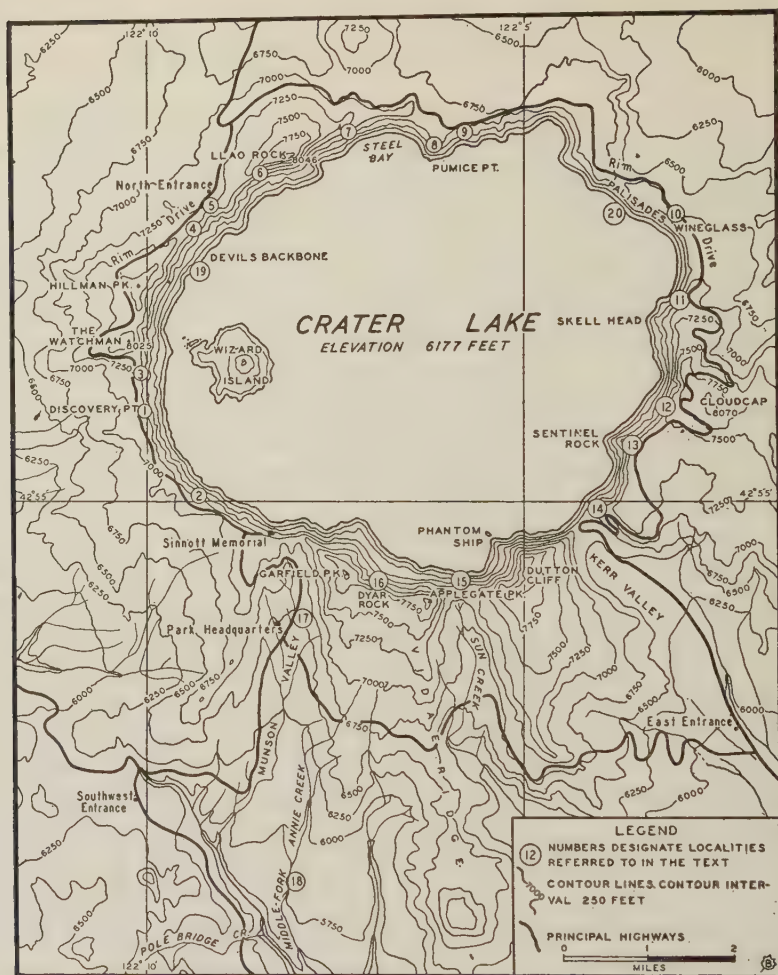 122° 10'
122° 5'
6250
6500
6750
7000
6750
7000
7250
7500
7750
LLAO ROCK
8046
6
7
STEEL
BAY
8
9
PUMICE PT.
6750
6250
6500
6000
6250
North Entrance
5
4
Rim
Drive
7250
7000
19
DEVILS BACKBONE
HILLMAN PK.
Rim
PALISADES
20
10
WINEGLASS
Drive
11
SKELL HEAD
7250
CRATER LAKE
ELEVATION 6177 FEET
THE
WATCHMAN
8025
WIZARD
ISLAND
7000
7250
3
6750
DISCOVERY PT.
1
7500
7750
CLOUDCAP
8070
12
7500
SENTINEL
ROCK
13
6250
7000
2
42° 55'
42° 55'
7250
14
Sinnott Memorial
PHANTOM
SHIP
7000
GARFIELD PK.
16
DYAR
ROCK
7750
15
APPLEGATE PK.
DUTTON
CLIFF
KERR VALLEY
6750
6500
6250
Park Headquarters
17
7250
7000
7750
7500
7250
7000
SUN CREEK
VIDAE RIDGE
6000
6250
6500
6750
6750
6500
6000
East Entrance
MUNSON
VALLEY
Southwest
Entrance
6500
6250
6000
6250
ANNIE CREEK
MIDDLE-FORK
18
5750
6500
6250
POLE BRIDGE CR.
122° 10'
LEGEND
12 NUMBERS DESIGNATE LOCALITIES
REFERRED TO IN THE TEXT
7000 CONTOUR LINES. CONTOUR INTER-
VAL 250 FEET
PRINCIPAL HIGHWAYS
0 1 2
MILES
B